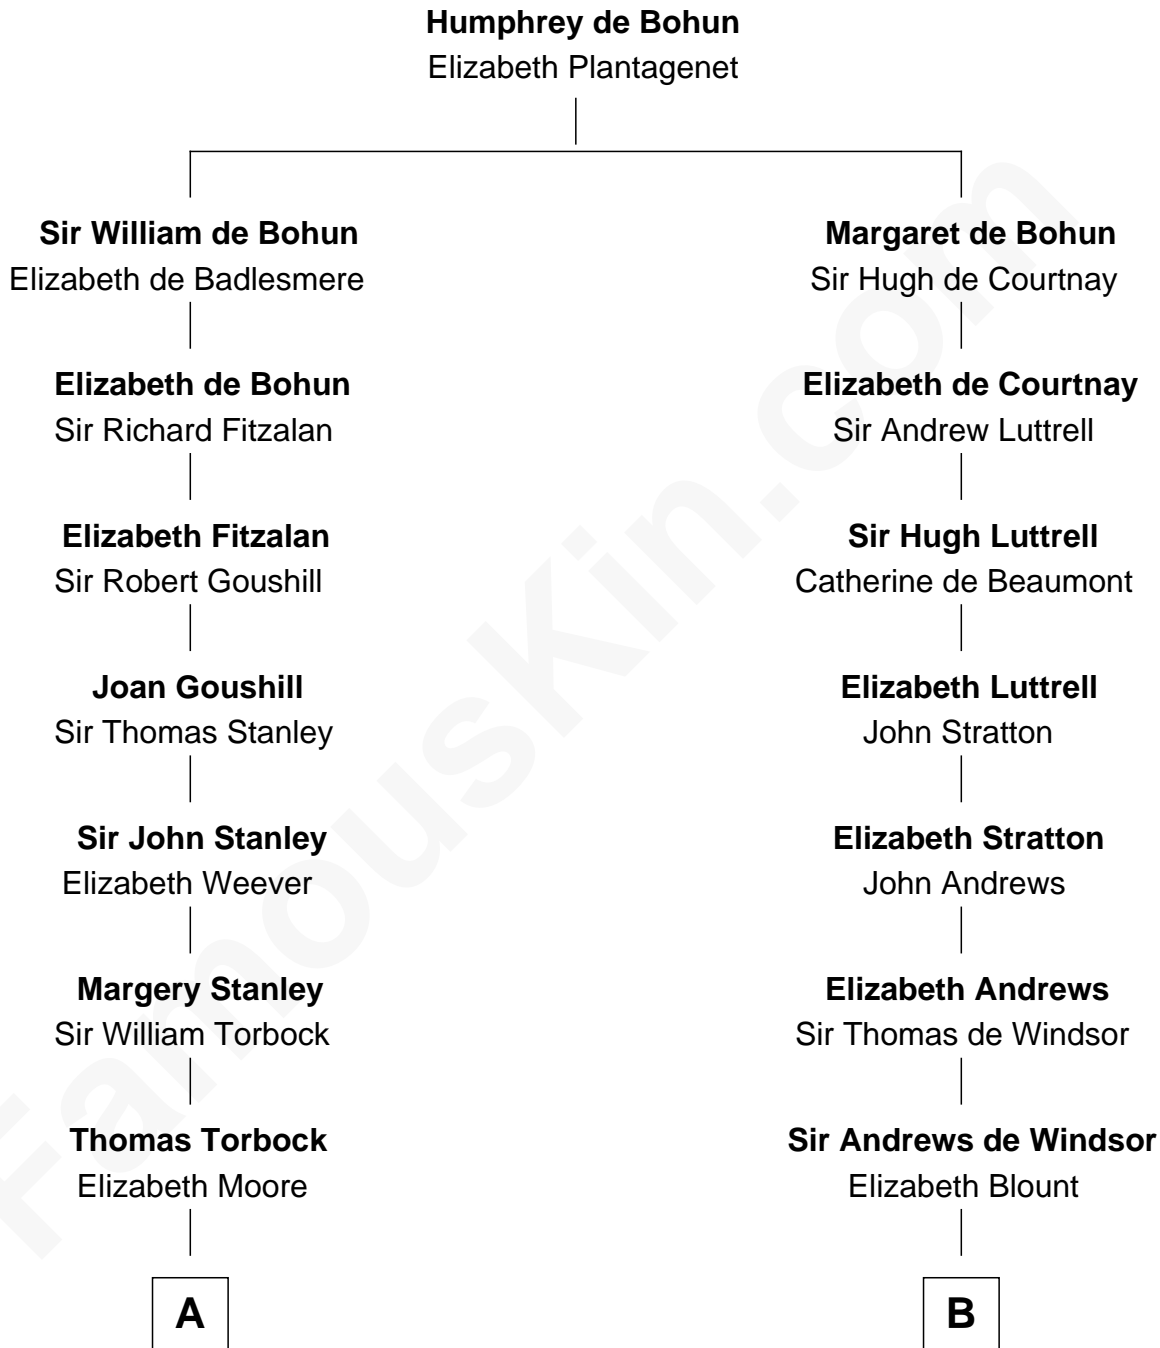 Humphrey de Bohun
Elizabeth Plantagenet
Sir William de Bohun
Elizabeth de Badlesmere
Margaret de Bohun
Sir Hugh de Courtnay
Elizabeth de Bohun
Sir Richard Fitzalan
Elizabeth de Courtnay
Sir Andrew Luttrell
Elizabeth Fitzalan
Sir Robert Goushill
Sir Hugh Luttrell
Catherine de Beaumont
Joan Goushill
Sir Thomas Stanley
Elizabeth Luttrell
John Stratton
Sir John Stanley
Elizabeth Weever
Elizabeth Stratton
John Andrews
Margery Stanley
Sir William Torbock
Elizabeth Andrews
Sir Thomas de Windsor
Thomas Torbock
Elizabeth Moore
Sir Andrews de Windsor
Elizabeth Blount
A
B
FamousKin.com